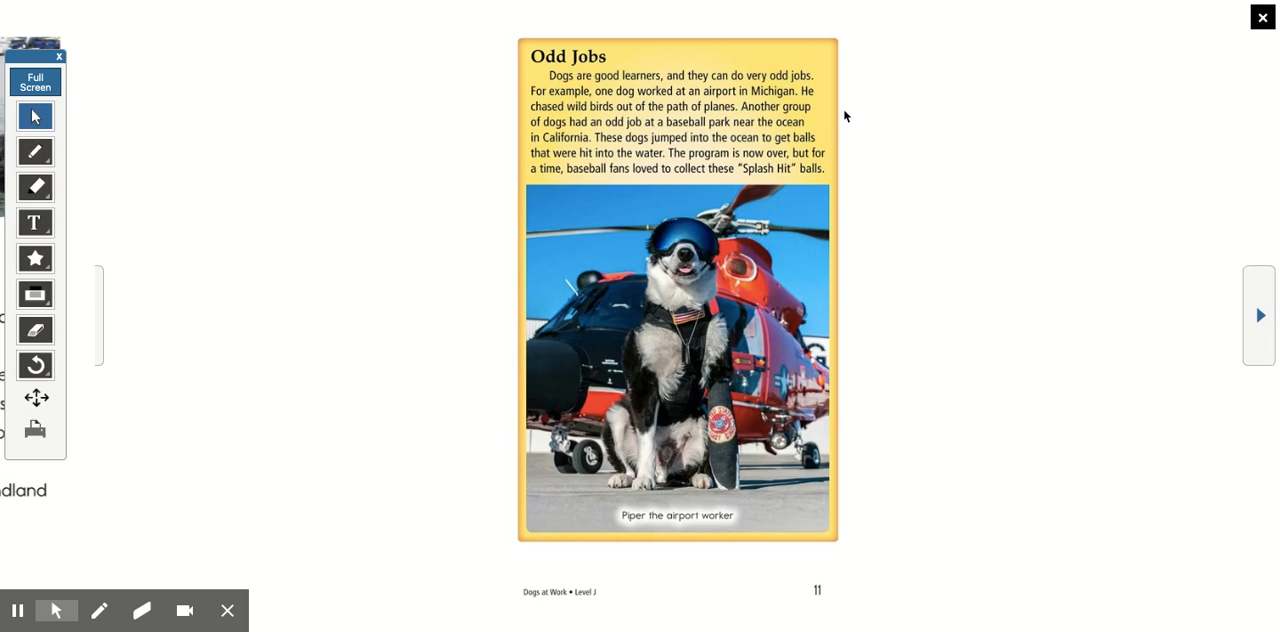 x
Full
Screen
T
dland
Odd Jobs
Dogs are good learners, and they can do very odd jobs.
For example, one dog worked at an airport in Michigan. He
chased wild birds out of the path of planes. Another group
of dogs had an odd job at a baseball park near the ocean
in California. These dogs jumped into the ocean to get balls
that were hit into the water. The program is now over, but for
a time, baseball fans loved to collect these “Splash Hit” balls.
Piper the airport worker
Dogs at Work • Level J
11